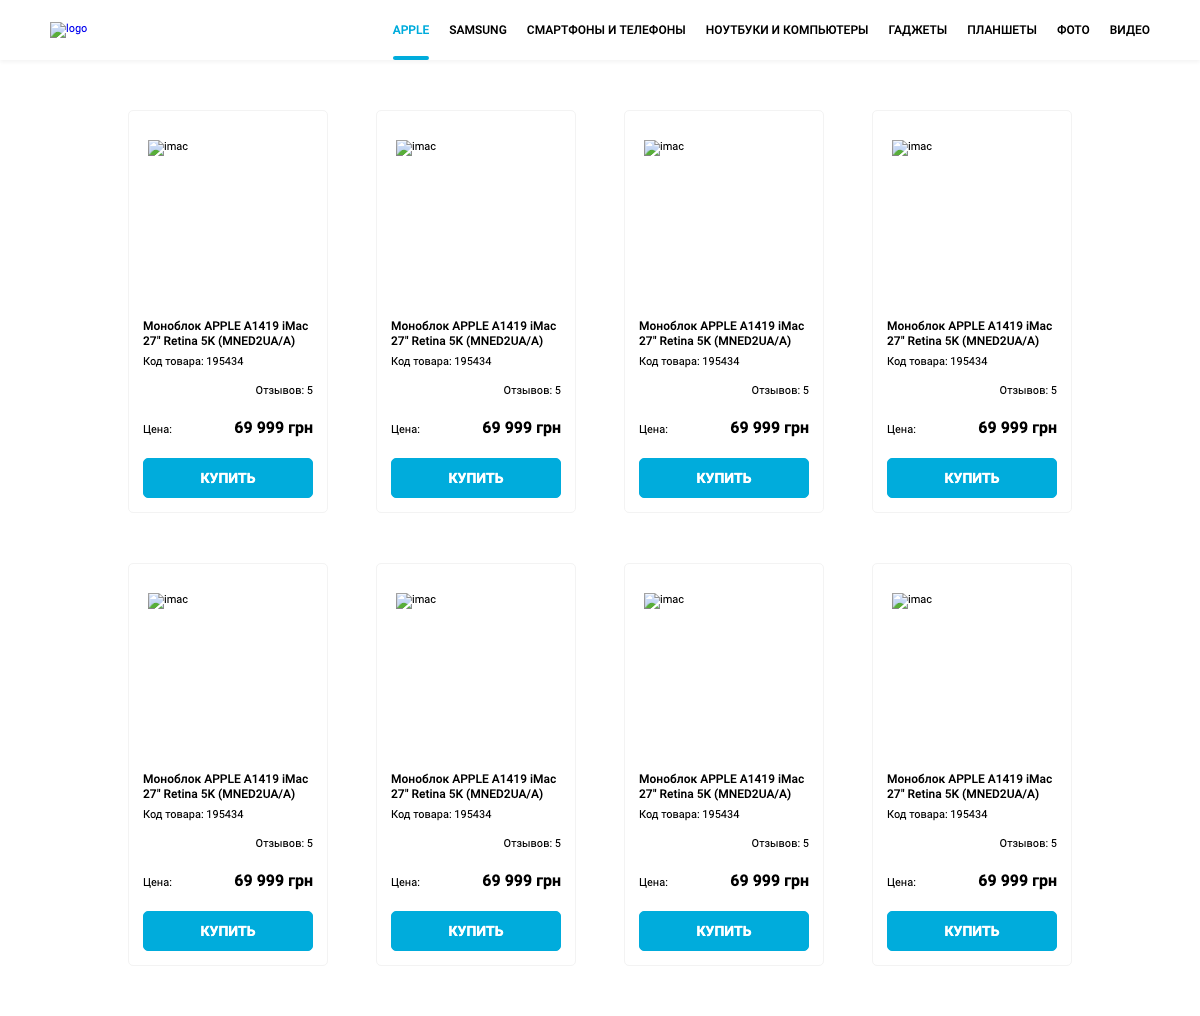 logo
APPLE SAMSUNG СМАРТФОНЫ И ТЕЛЕФОНЫ НОУТБУКИ И КОМПЬЮТЕРЫ ГАДЖЕТЫ ПЛАНШЕТЫ ФОТО ВИДЕО
imac
Моноблок APPLE A1419 iMac
27" Retina 5K (MNED2UA/A)
Код товара: 195434
Отзывов: 5
Цена: 69 999 грн
КУПИТЬ
imac
Моноблок APPLE A1419 iMac
27" Retina 5K (MNED2UA/A)
Код товара: 195434
Отзывов: 5
Цена: 69 999 грн
КУПИТЬ
imac
Моноблок APPLE A1419 iMac
27" Retina 5K (MNED2UA/A)
Код товара: 195434
Отзывов: 5
Цена: 69 999 грн
КУПИТЬ
imac
Моноблок APPLE A1419 iMac
27" Retina 5K (MNED2UA/A)
Код товара: 195434
Отзывов: 5
Цена: 69 999 грн
КУПИТЬ
imac
Моноблок APPLE A1419 iMac
27" Retina 5K (MNED2UA/A)
Код товара: 195434
Отзывов: 5
Цена: 69 999 грн
КУПИТЬ
imac
Моноблок APPLE A1419 iMac
27" Retina 5K (MNED2UA/A)
Код товара: 195434
Отзывов: 5
Цена: 69 999 грн
КУПИТЬ
imac
Моноблок APPLE A1419 iMac
27" Retina 5K (MNED2UA/A)
Код товара: 195434
Отзывов: 5
Цена: 69 999 грн
КУПИТЬ
imac
Моноблок APPLE A1419 iMac
27" Retina 5K (MNED2UA/A)
Код товара: 195434
Отзывов: 5
Цена: 69 999 грн
КУПИТЬ